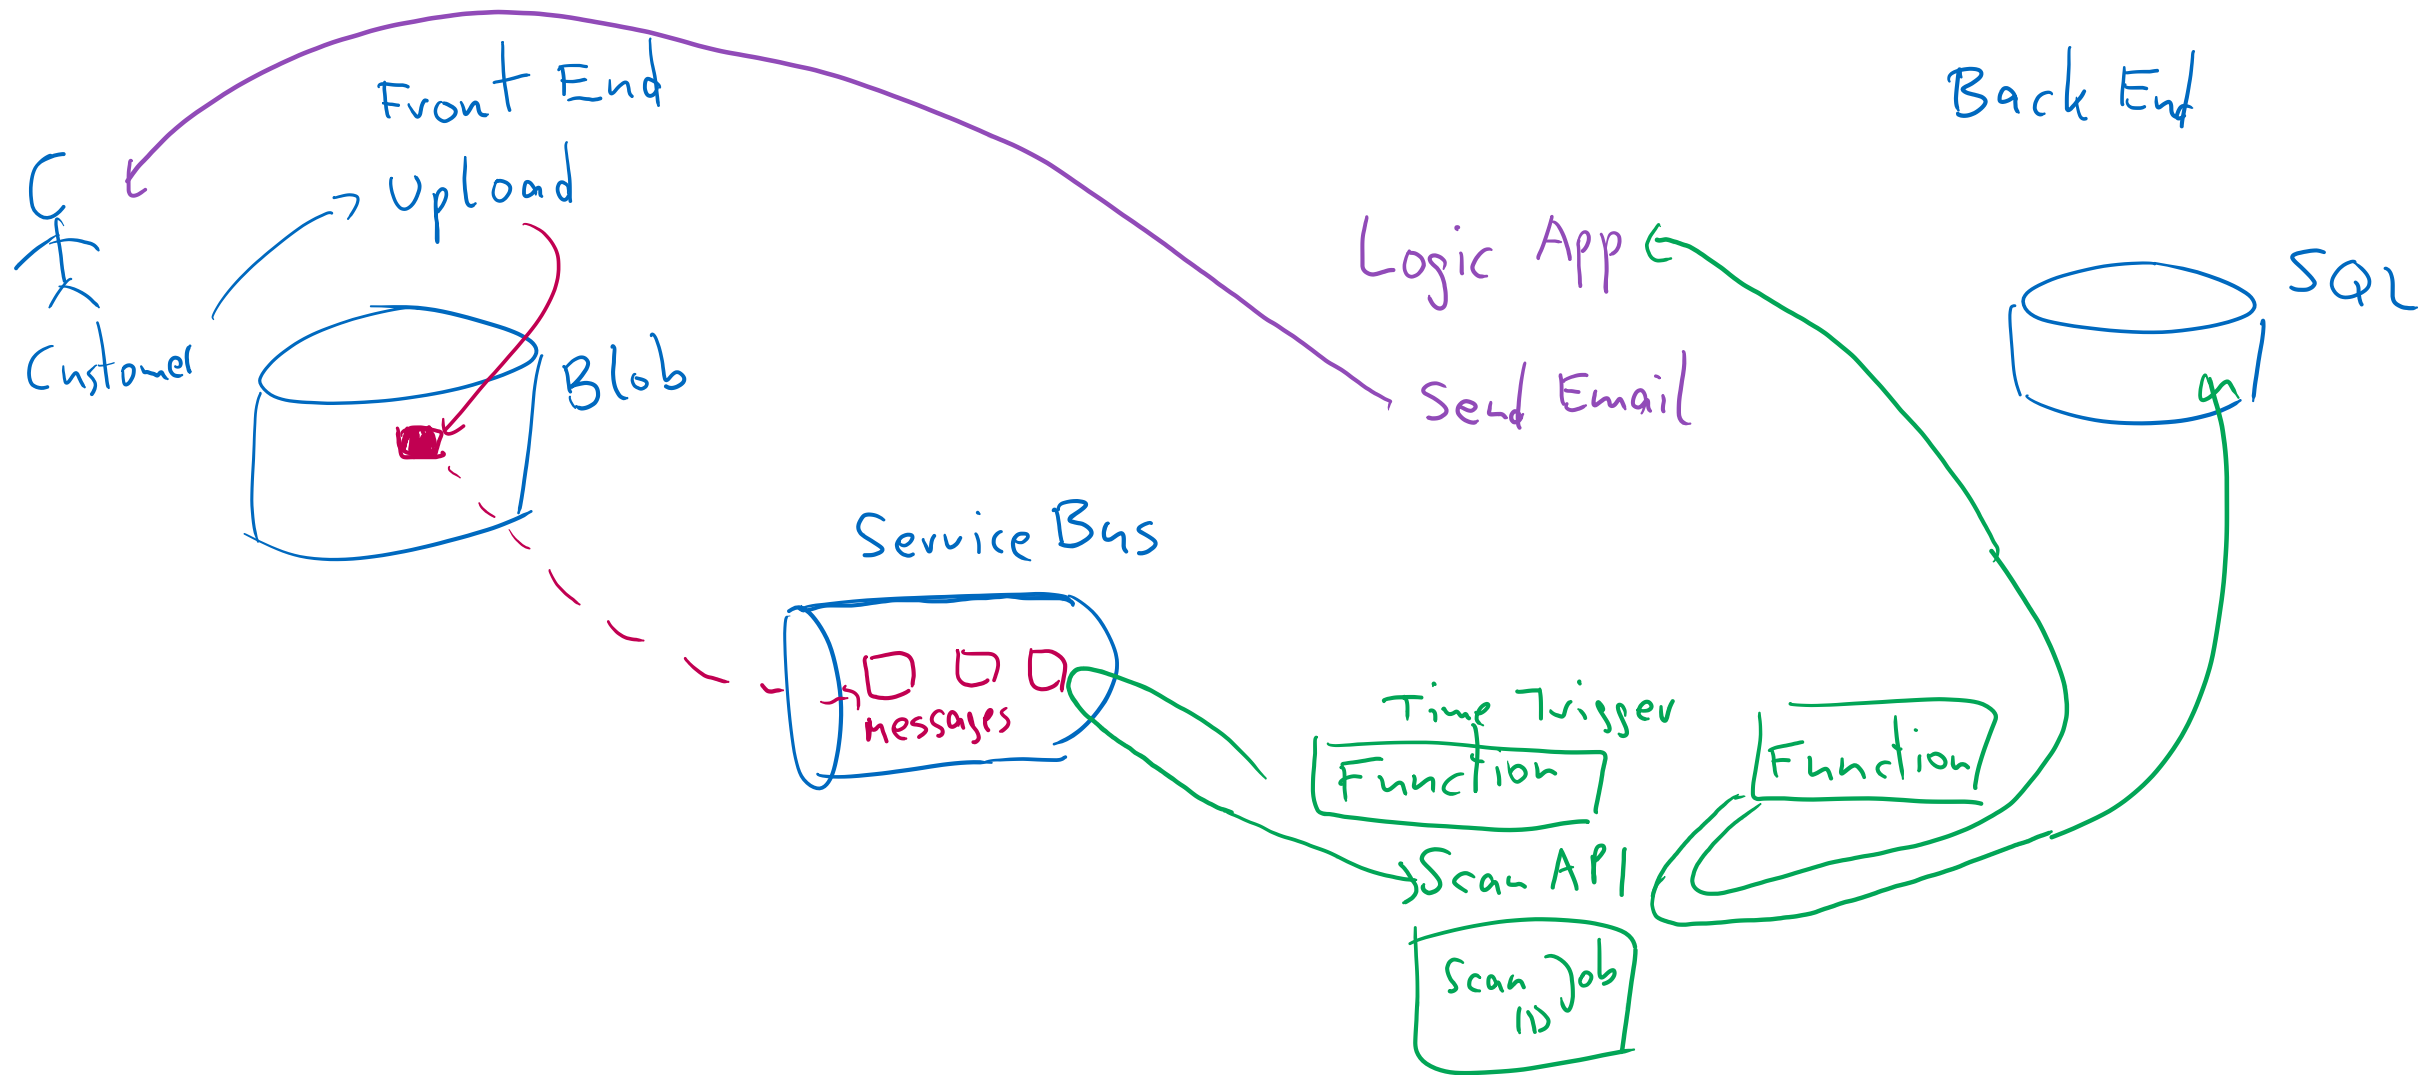 Front End
Back End
Upload
Customer
Blob
Logic App
Send Email
SQL
Service Bus
messages
Time Trigger
Function
Function
Scan API
Scan Job
ID